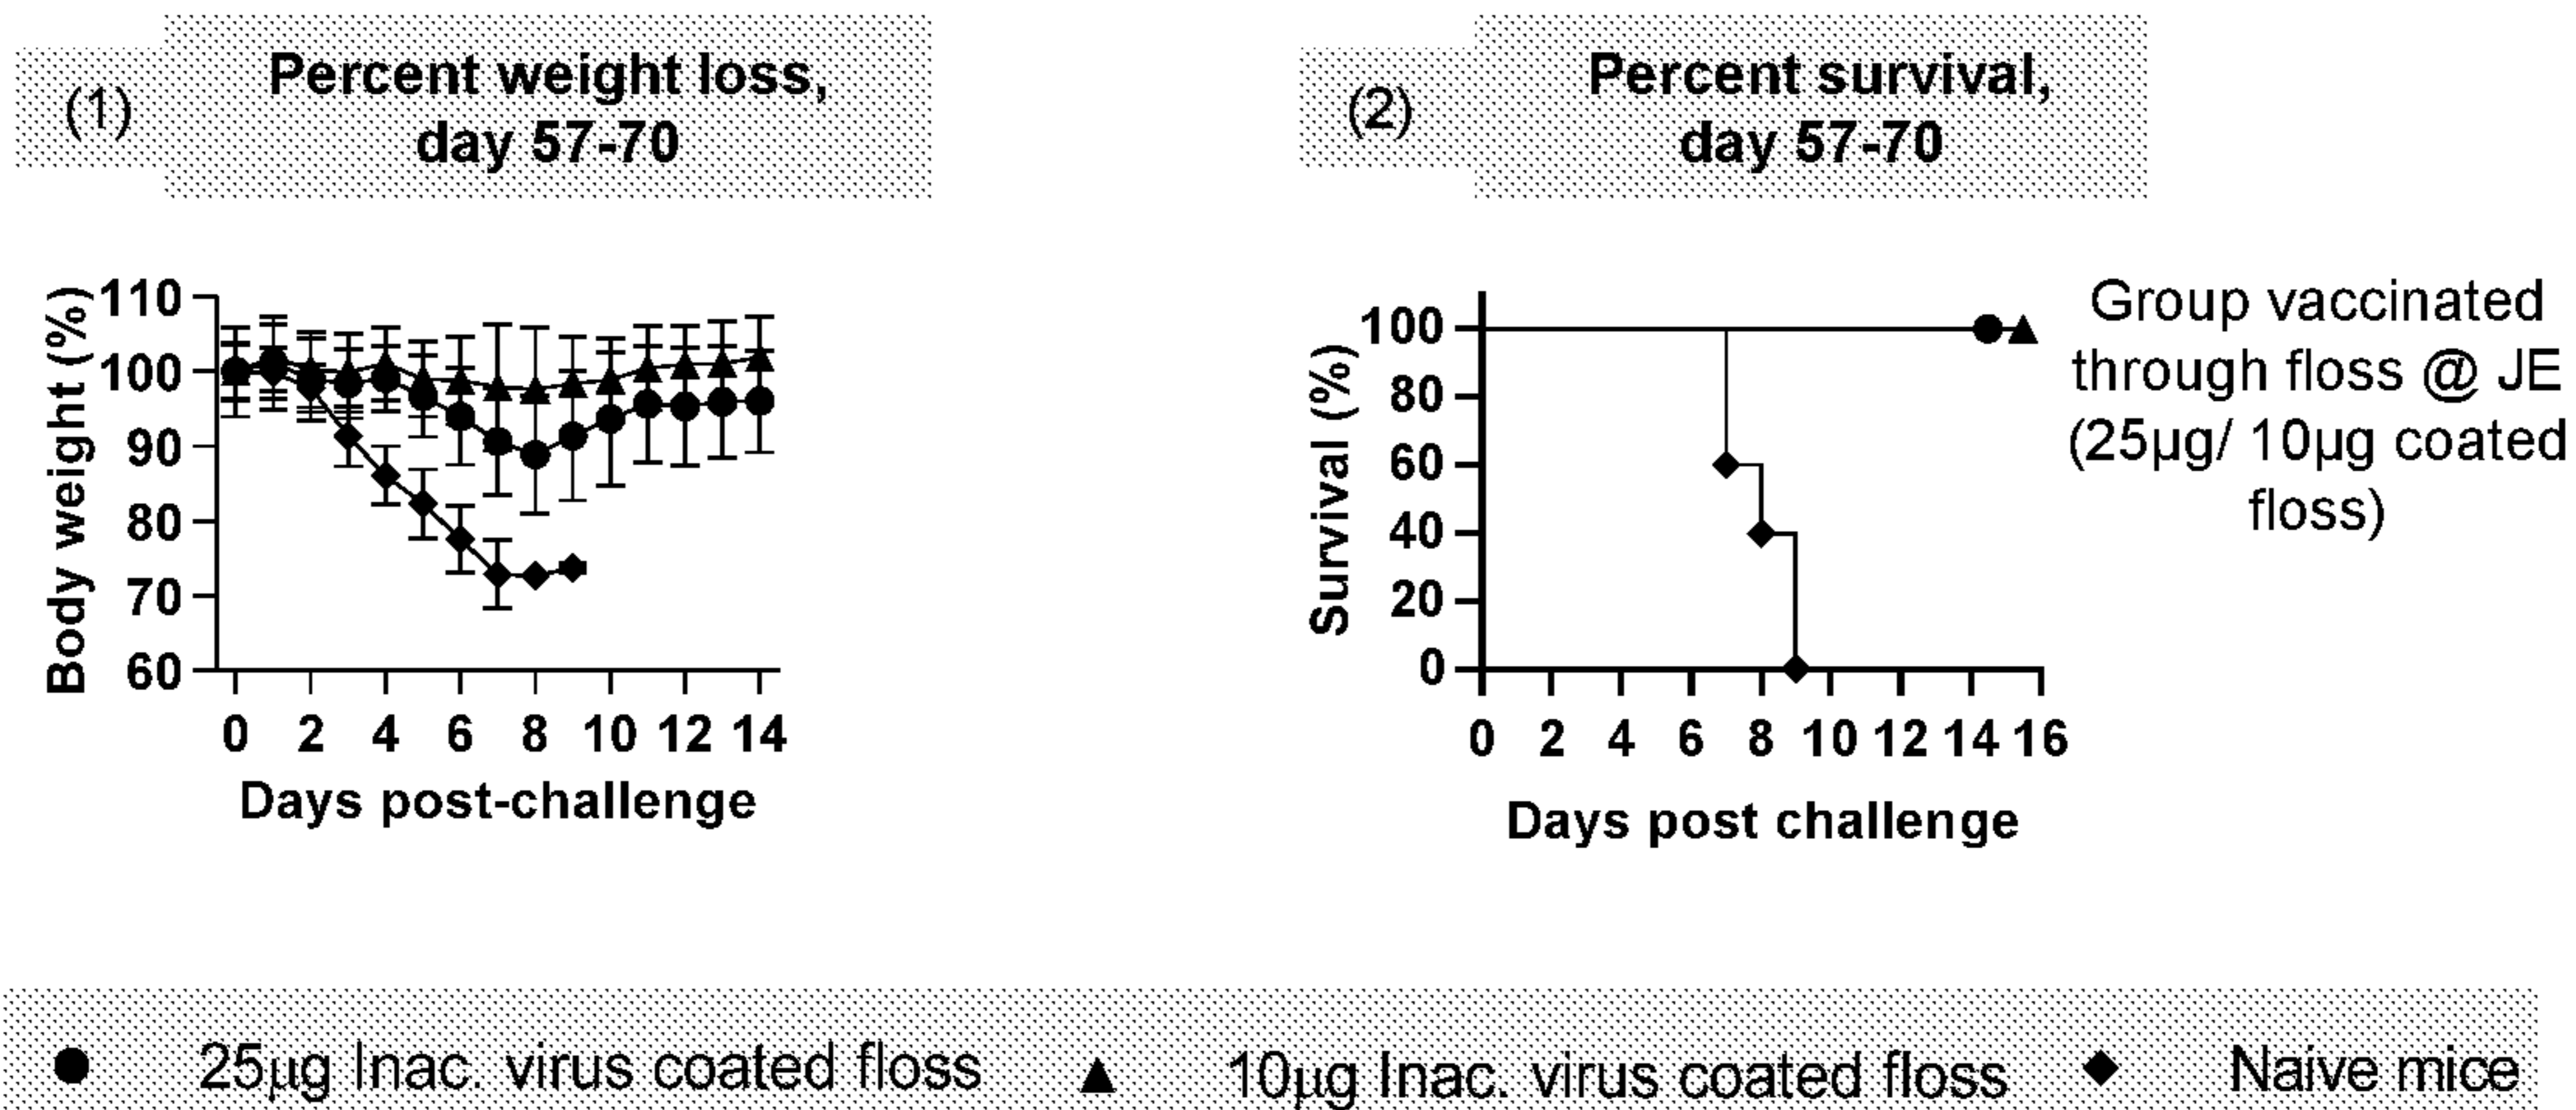 (1)
Percent weight loss,
day 57-70
Body weight (%)
110
100
90
80
70
60
0 2 4 6 8 10 12 14
Days post-challenge
(2)
Percent survival,
day 57-70
Survival (%)
100
80
60
40
20
0
0 2 4 6 8 10 12 14 16
Days post challenge
Group vaccinated
through floss @ JE
(25µg/ 10µg coated
floss)
25µg Inac. virus coated floss
10µg Inac. virus coated floss
Naive mice